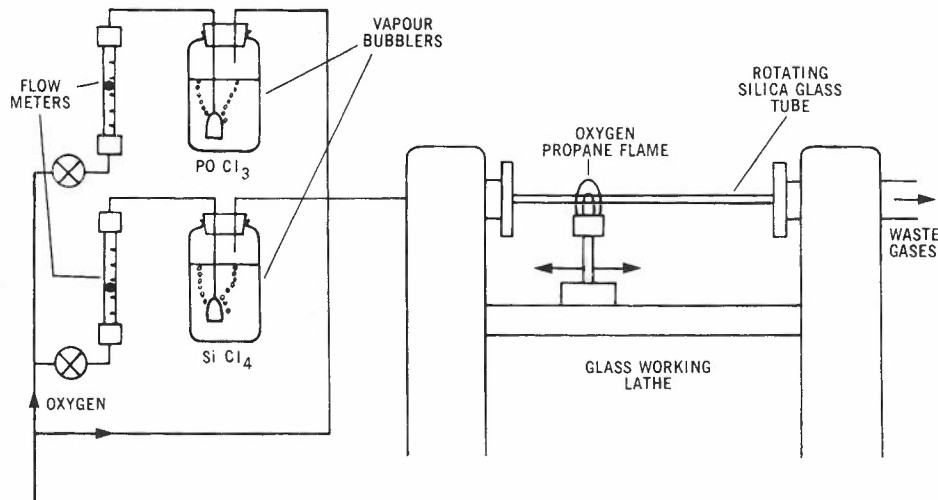 VAPOUR
BUBBLERS
FLOW
METERS
PO Cl3
ROTATING
SILICA GLASS
TUBE
OXYGEN
PROPANE FLAME
WASTE
GASES
Si Cl4
GLASS WORKING
LATHE
OXYGEN